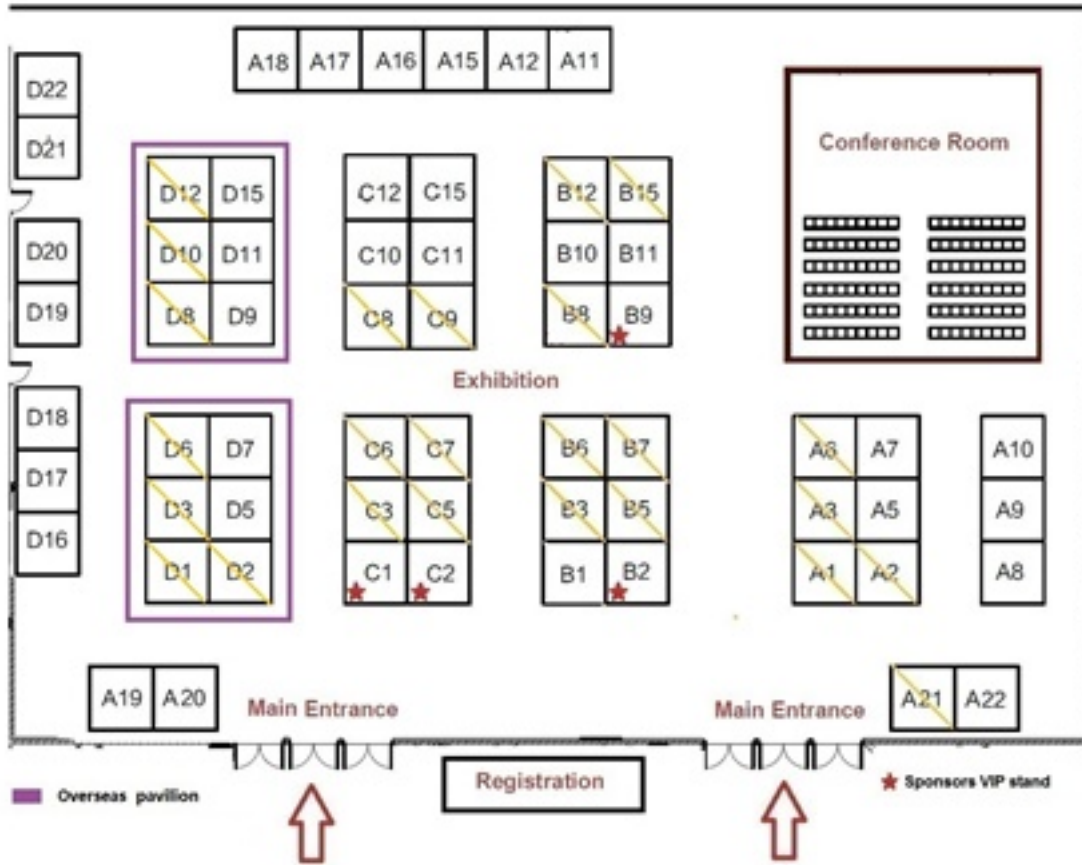 A18 A17 A16 A15 A12 A11
D22
D21
Conference Room
D12 D15 C12 C15 B12 B15
D20 D10 D11 C10 C11 B10 B11
D19 D8 D9 C8 C9 B8 B9
Exhibition
D18 D6 D7 C6 C7 B6 B7 A6 A7 A10
D17 D3 D5 C3 C5 B3 B5 A3 A5 A9
D16 D1 D2 C1 C2 B1 B2 A1 A2 A8
A19 A20 Main Entrance Main Entrance A21 A22
Registration
Overseas pavilion
Sponsors VIP stand